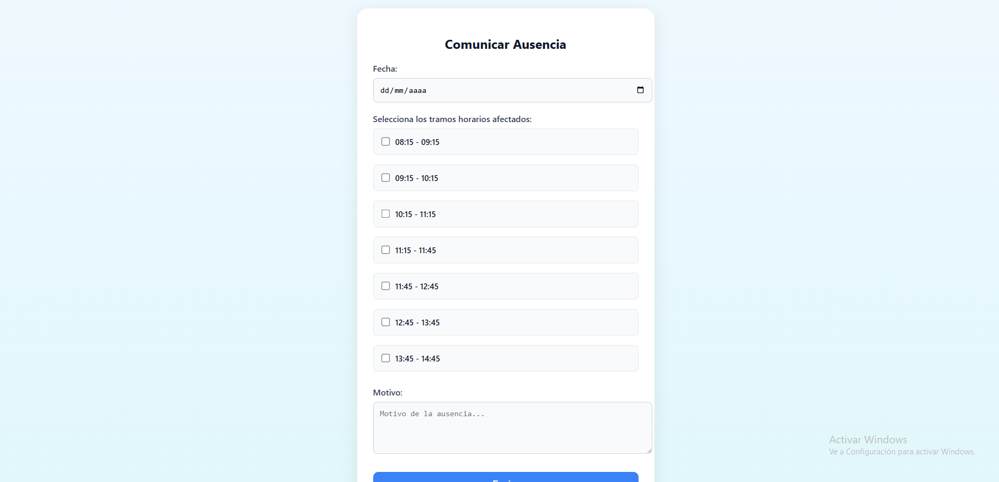 Comunicar Ausencia
Fecha:
dd/mm/aaaa
Selecciona los tramos horarios afectados:
08:15 - 09:15
09:15 - 10:15
10:15 - 11:15
11:15 - 11:45
11:45 - 12:45
12:45 - 13:45
13:45 - 14:45
Motivo:
Motivo de la ausencia...
Activar Windows
Ve a Configuración para activar Windows.